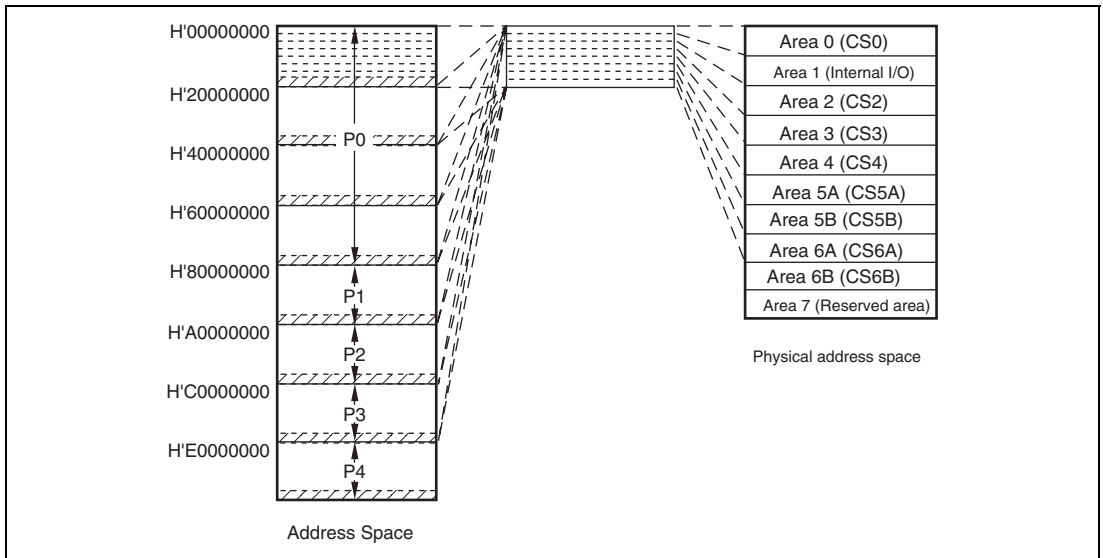 H'00000000
H'20000000
H'40000000
H'60000000
H'80000000
H'A0000000
H'C0000000
H'E0000000
P0
P1
P2
P3
P4
Address Space
Area 0 (CS0)
Area 1 (Internal I/O)
Area 2 (CS2)
Area 3 (CS3)
Area 4 (CS4)
Area 5A (CS5A)
Area 5B (CS5B)
Area 6A (CS6A)
Area 6B (CS6B)
Area 7 (Reserved area)
Physical address space